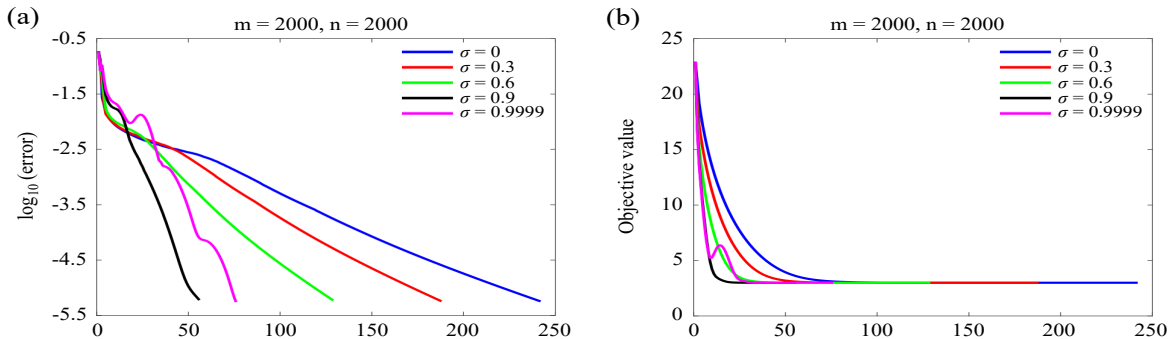 (a)
m = 2000, n = 2000
-0.5
-1.5
-2.5
-3.5
-4.5
-5.5
log10 (error)
σ = 0
σ = 0.3
σ = 0.6
σ = 0.9
σ = 0.9999
0 50 100 150 200 250
(b)
m = 2000, n = 2000
25
20
15
10
5
0
Objective value
σ = 0
σ = 0.3
σ = 0.6
σ = 0.9
σ = 0.9999
0 50 100 150 200 250